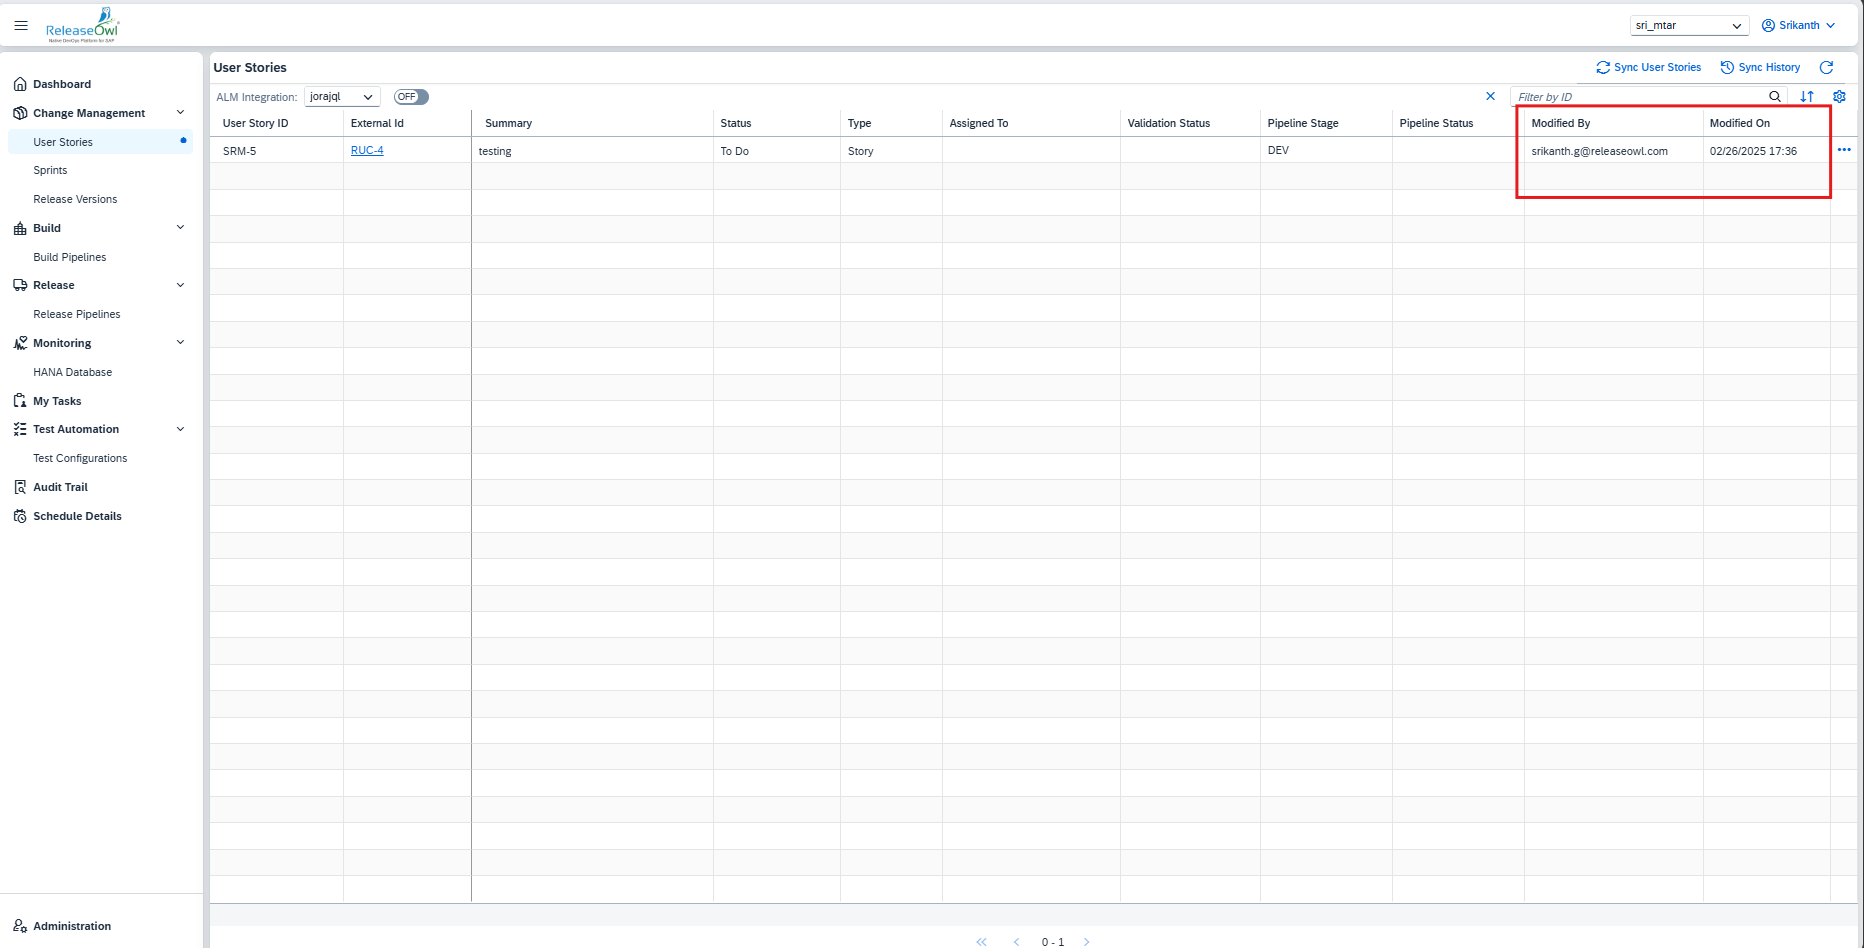 ReleaseOwl
Native DevOps Platform for SAP
sri_mtar
Srikanth
Dashboard
Change Management
User Stories
Sprints
Release Versions
Build
Build Pipelines
Release
Release Pipelines
Monitoring
HANA Database
My Tasks
Test Automation
Test Configurations
Audit Trail
Schedule Details
Administration
User Stories
Sync User Stories
Sync History
ALM Integration: jorajql OFF
Filter by ID
User Story ID External Id Summary Status Type Assigned To Validation Status Pipeline Stage Pipeline Status Modified By Modified On
SRM-5 RUC-4 testing To Do Story DEV srikanth.g@releaseowl.com 02/26/2025 17:36
0 - 1